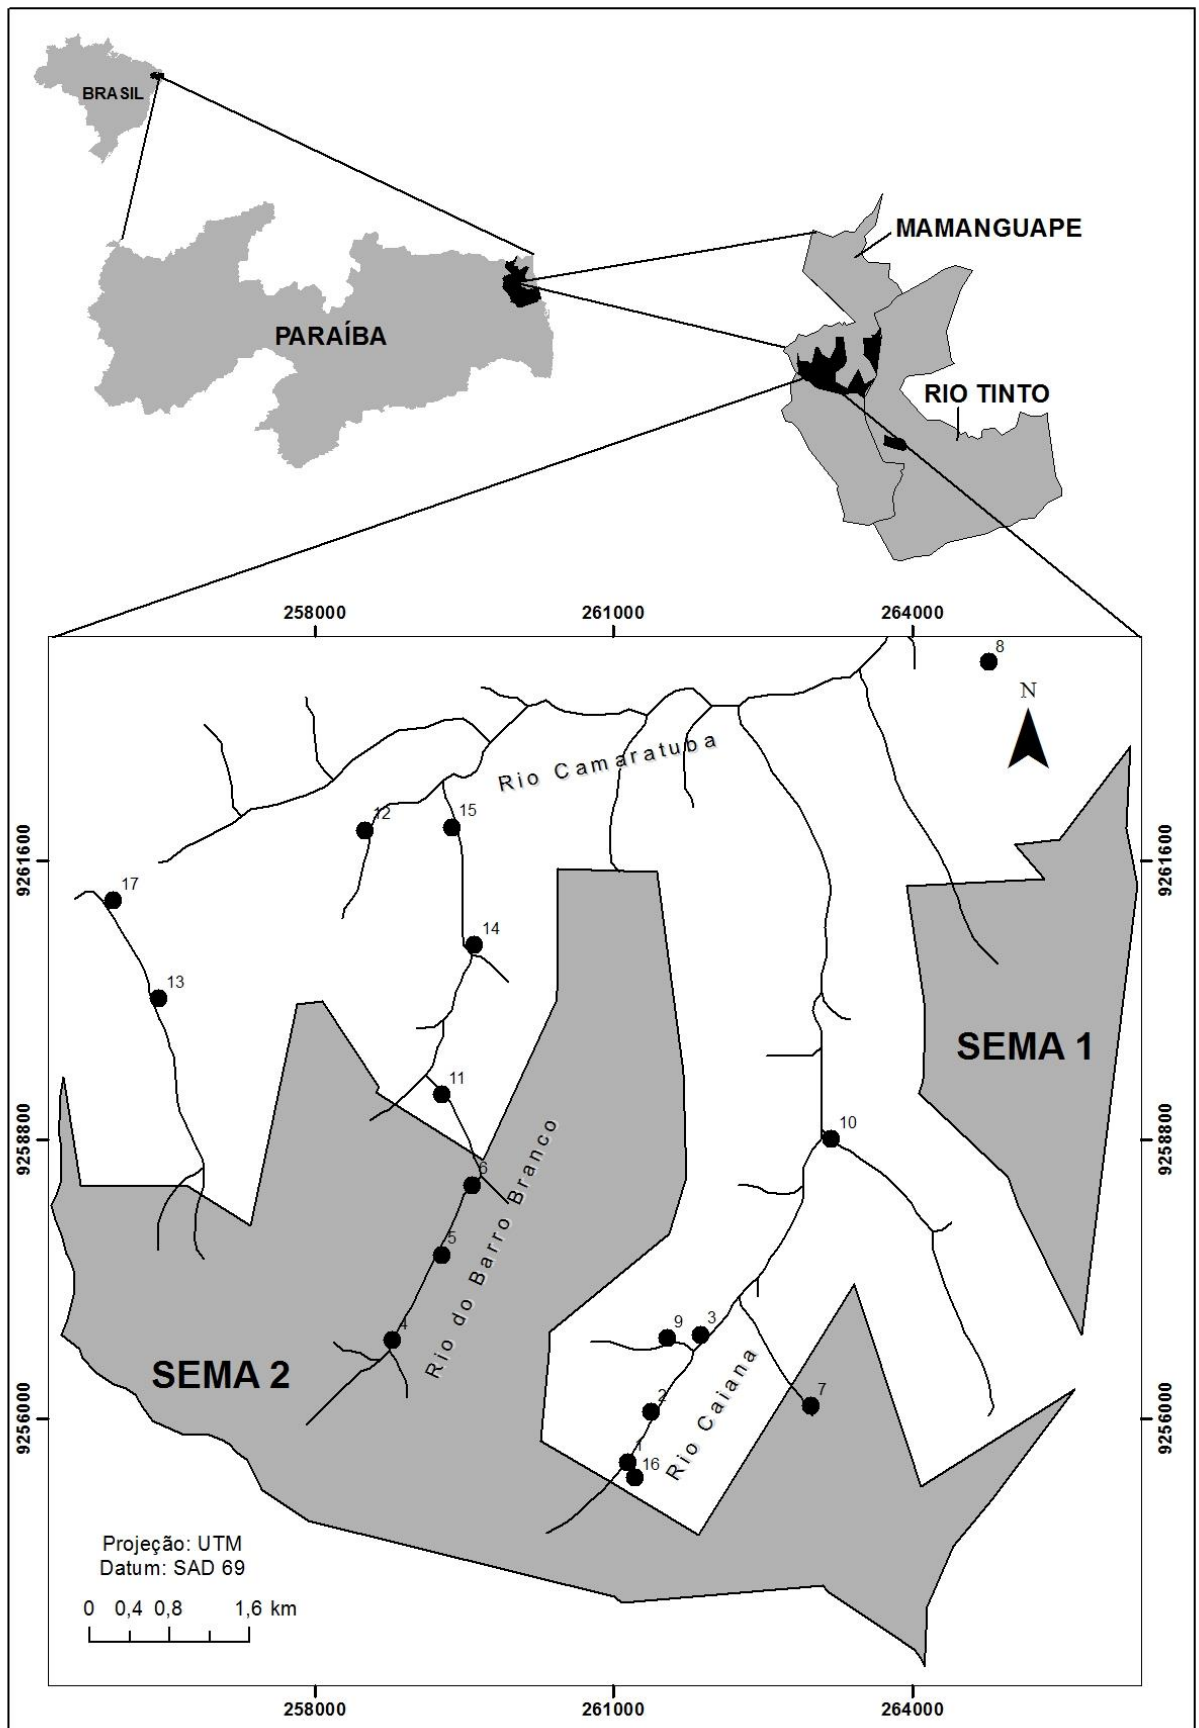 BRASIL
MAMANGUAPE
PARAÍBA
RIO TINTO
258000
261000
264000
8
N
Rio Camaratuba
12
15
9261600
9261600
17
14
13
SEMA 1
11
10
9258800
9258800
6
Rio do Barro Branco
5
4
9
3
SEMA 2
Rio Caiana
2
7
9256000
9256000
1
16
Projeção: UTM
Datum: SAD 69
0 0,4 0,8 1,6 km
258000
261000
264000